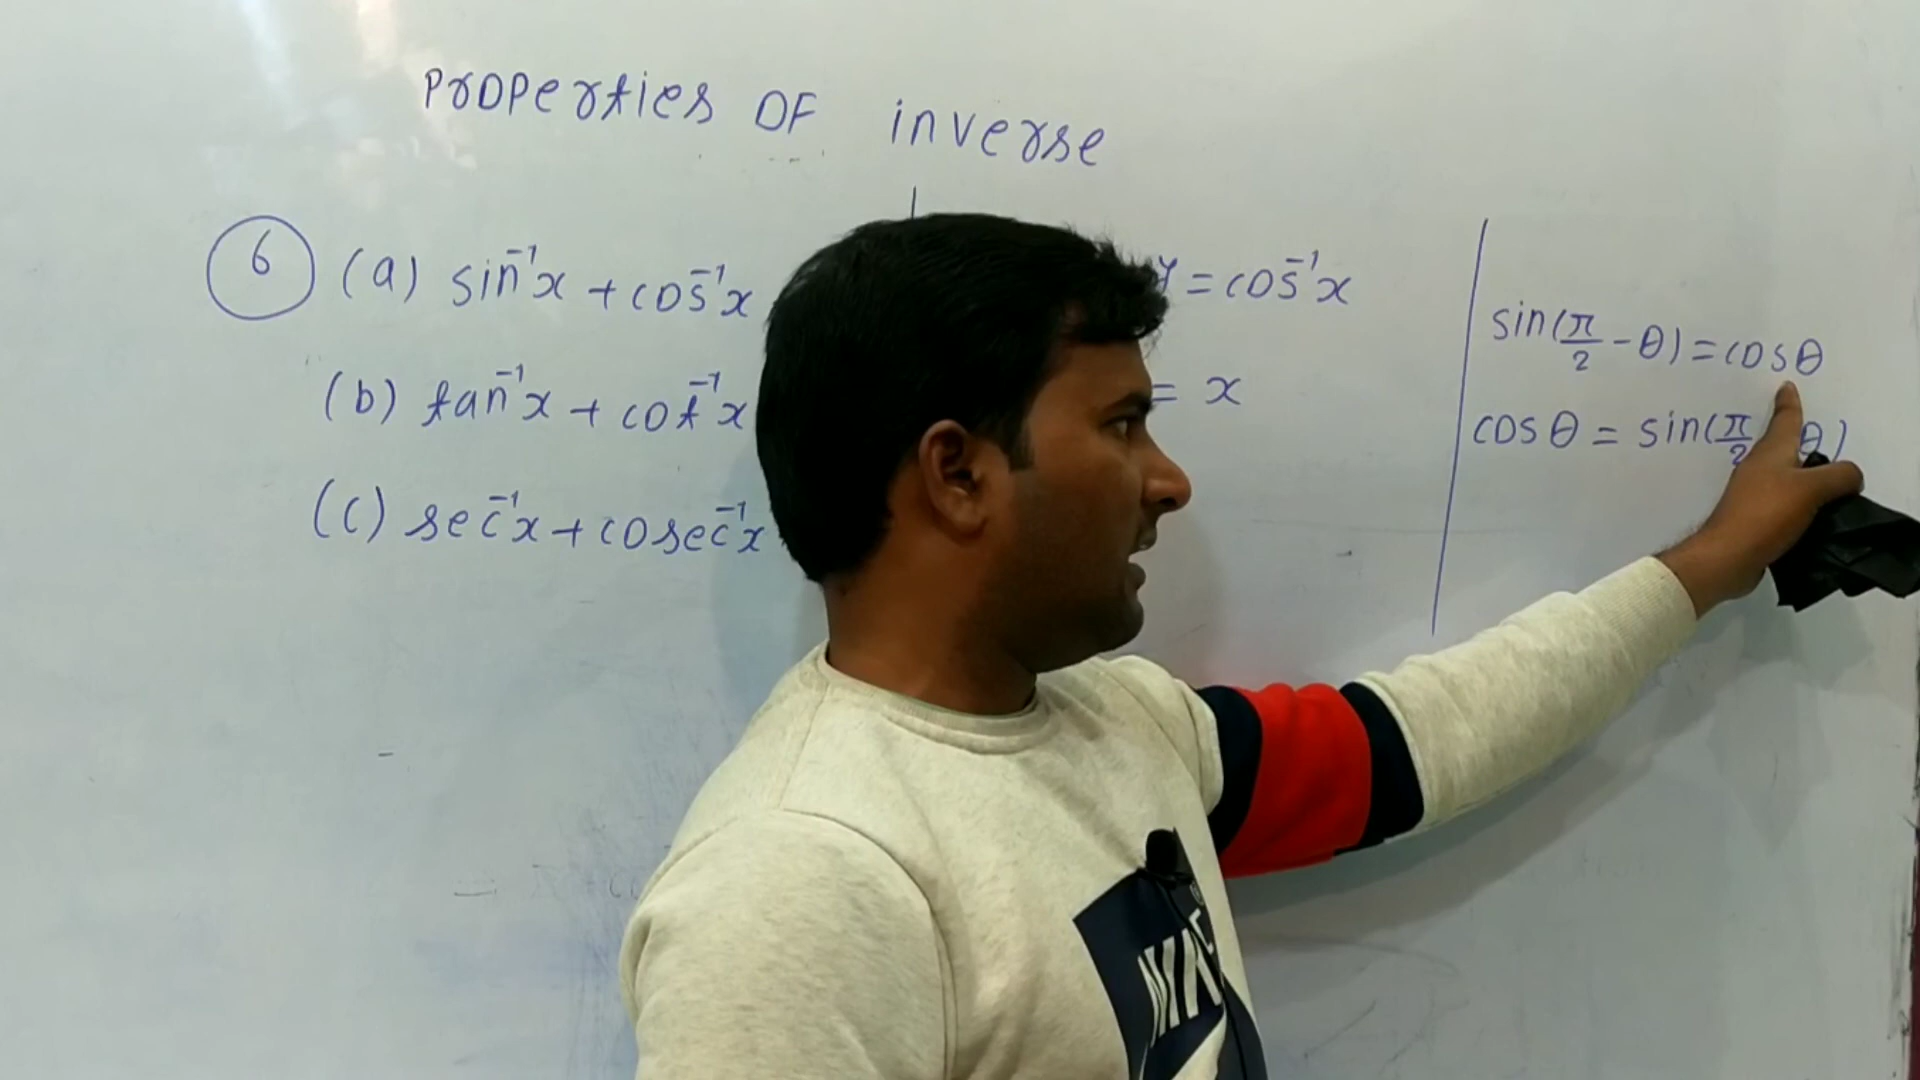 Properties OF inverse
6 (a) sin⁻¹x + cos⁻¹x
(b) tan⁻¹x + cot⁻¹x
(c) sec⁻¹x + cosec⁻¹x
y = cos⁻¹x
= x
sin(π/2 - θ) = cosθ
cosθ = sin(π/2 θ)